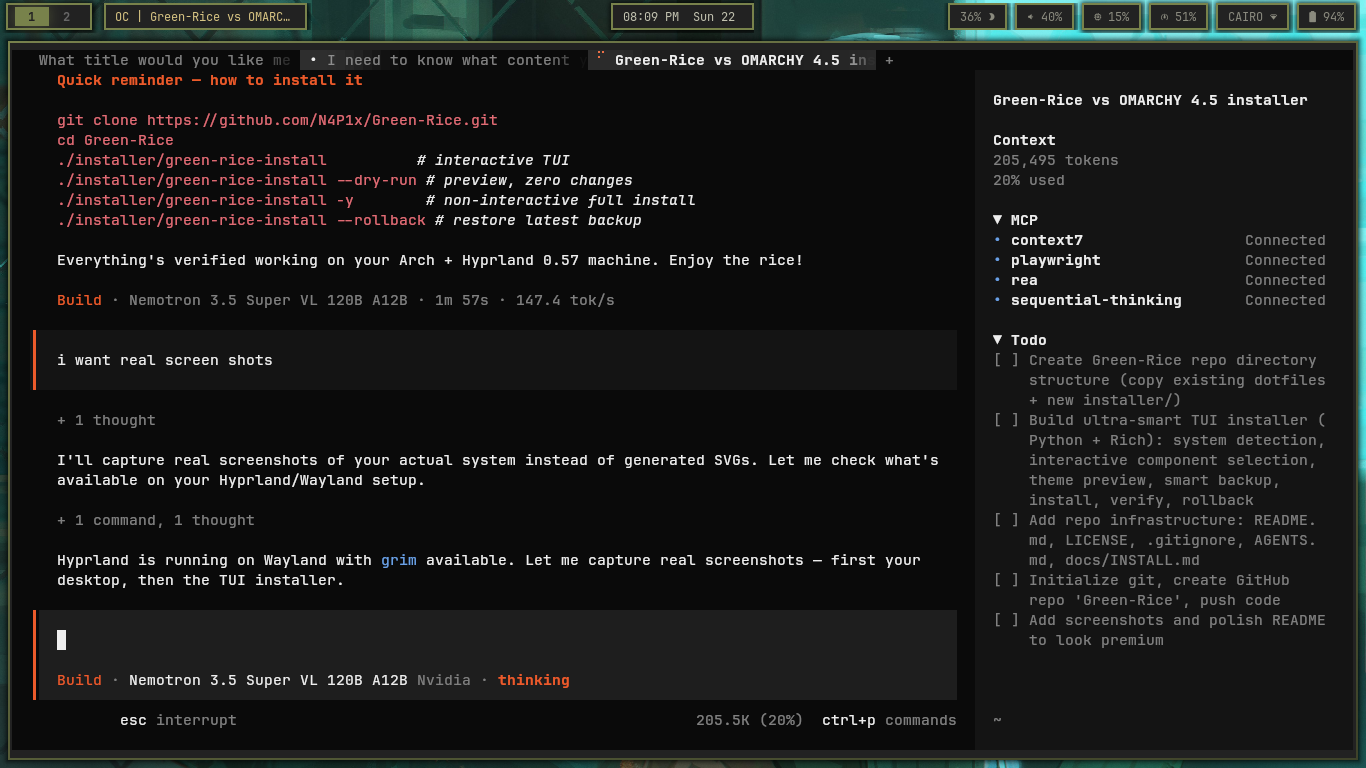 1 2
OC | Green-Rice vs OMARC…
08:09 PM Sun 22
36%
40%
15%
51%
CAIRO
94%
What title would you like me
• I need to know what content y
Green-Rice vs OMARCHY 4.5 in
+
Quick reminder — how to install it
git clone https://github.com/N4P1x/Green-Rice.git
cd Green-Rice
./installer/green-rice-install # interactive TUI
./installer/green-rice-install --dry-run # preview, zero changes
./installer/green-rice-install -y # non-interactive full install
./installer/green-rice-install --rollback # restore latest backup
Everything's verified working on your Arch + Hyprland 0.57 machine. Enjoy the rice!
Build · Nemotron 3.5 Super VL 120B A12B · 1m 57s · 147.4 tok/s
i want real screen shots
+ 1 thought
I'll capture real screenshots of your actual system instead of generated SVGs. Let me check what's
available on your Hyprland/Wayland setup.
+ 1 command, 1 thought
Hyprland is running on Wayland with grim available. Let me capture real screenshots — first your
desktop, then the TUI installer.
Build · Nemotron 3.5 Super VL 120B A12B Nvidia · thinking
esc interrupt
205.5K (20%) ctrl+p commands
Green-Rice vs OMARCHY 4.5 installer
Context
205,495 tokens
20% used
▼ MCP
• context7 Connected
• playwright Connected
• rea Connected
• sequential-thinking Connected
▼ Todo
[ ] Create Green-Rice repo directory
structure (copy existing dotfiles
+ new installer/)
[ ] Build ultra-smart TUI installer (
Python + Rich): system detection,
interactive component selection,
theme preview, smart backup,
install, verify, rollback
[ ] Add repo infrastructure: README.
md, LICENSE, .gitignore, AGENTS.
md, docs/INSTALL.md
[ ] Initialize git, create GitHub
repo 'Green-Rice', push code
[ ] Add screenshots and polish README
to look premium
~